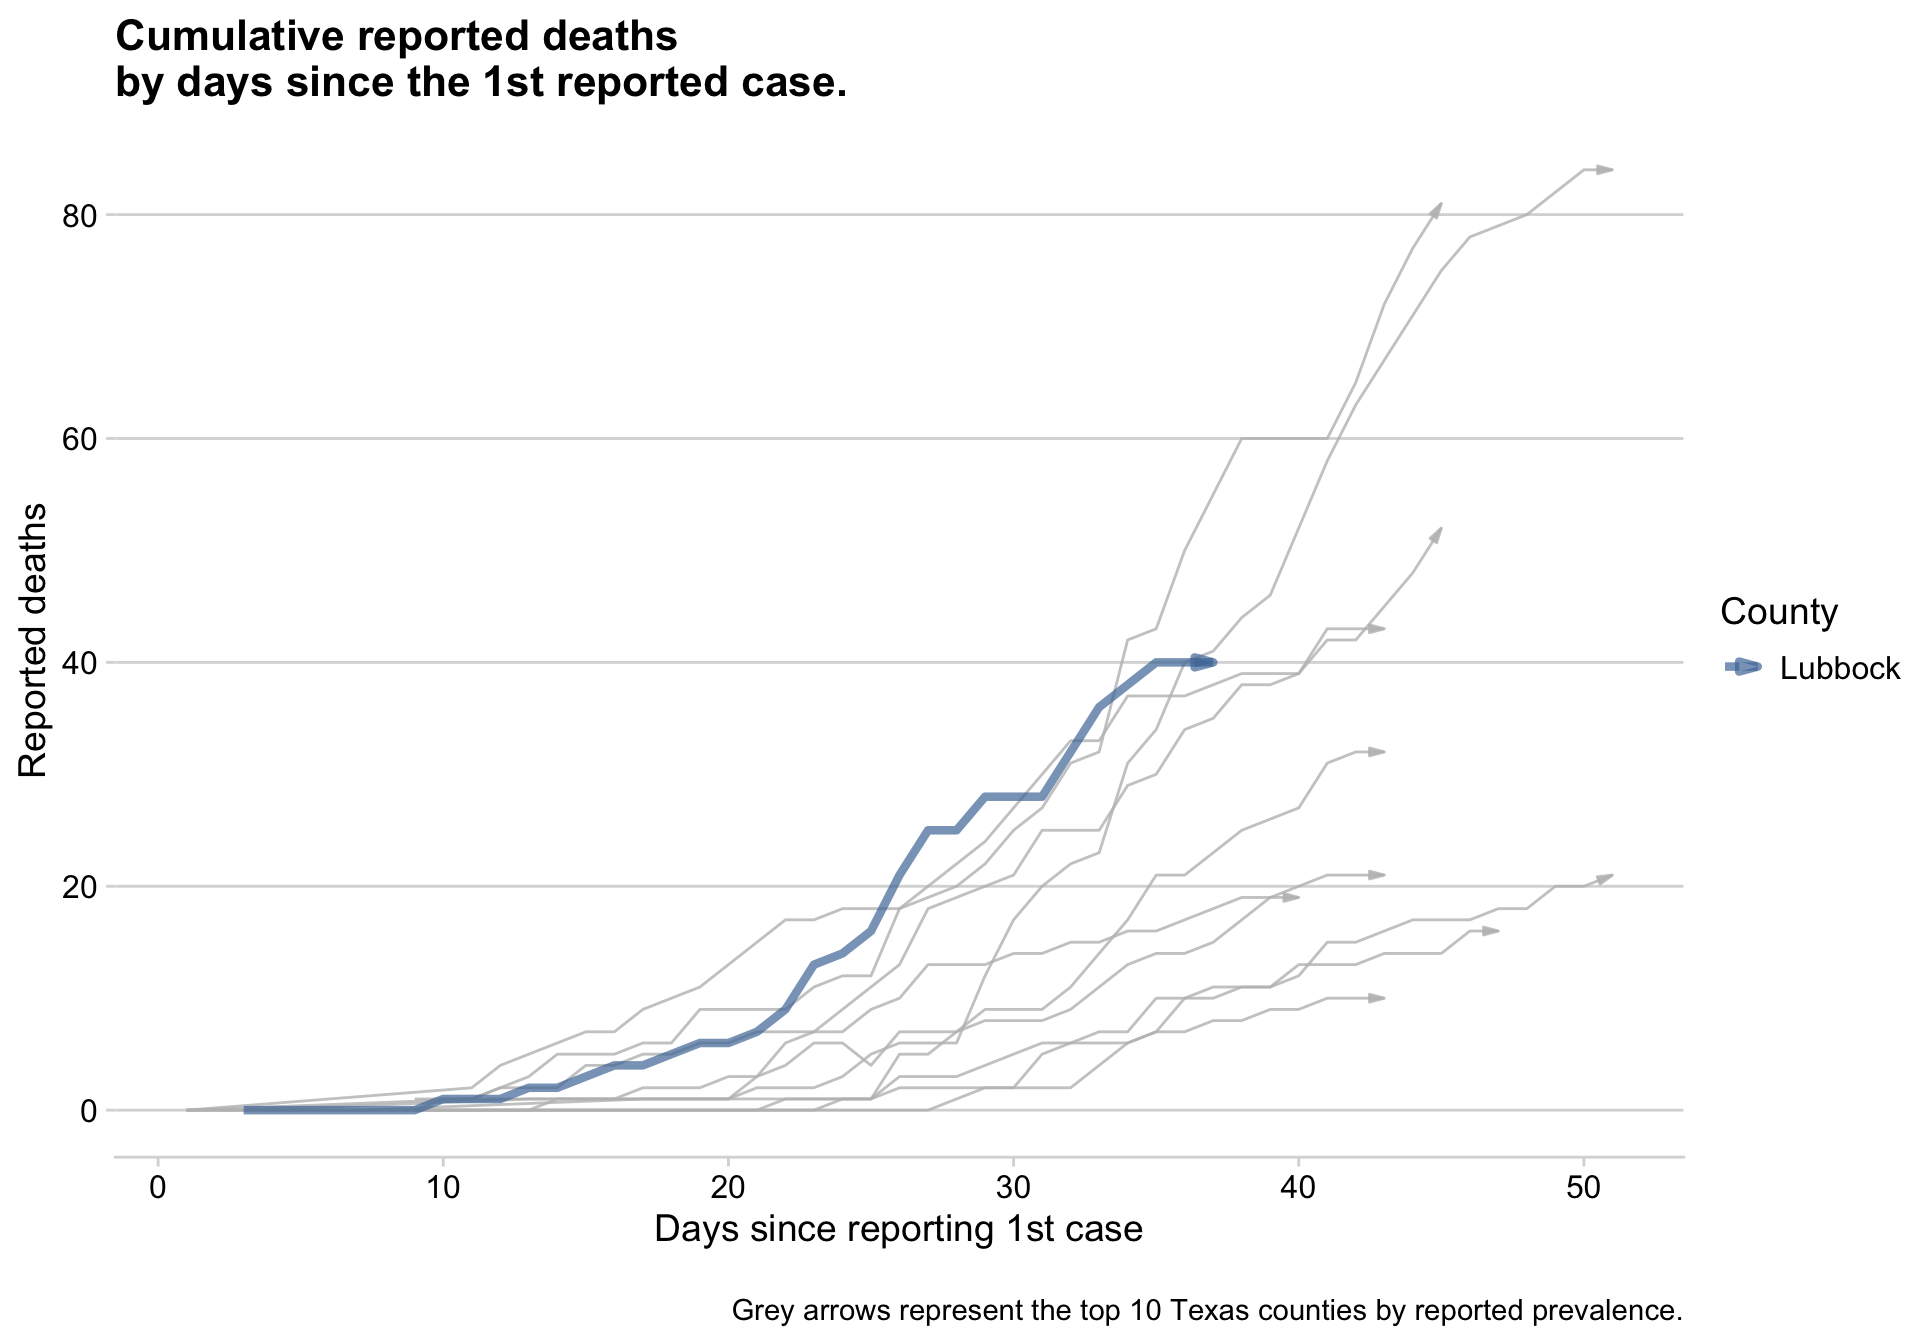 Cumulative reported deaths
by days since the 1st reported case.
80
60
40
20
0
Reported deaths
0 10 20 30 40 50
Days since reporting 1st case
County
Lubbock
Grey arrows represent the top 10 Texas counties by reported prevalence.